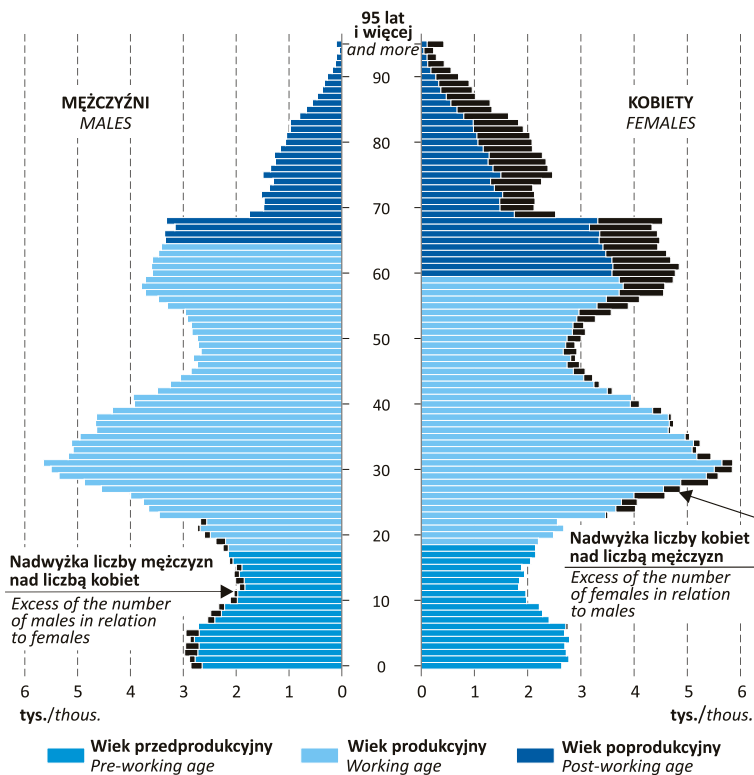 95 lat
i więcej
and more
MĘŻCZYŹNI
MALES
KOBIETY
FEMALES
90
80
70
60
50
40
30
20
10
0
Nadwyżka liczby mężczyzn
nad liczbą kobiet
Excess of the number
of males in relation
to females
Nadwyżka liczby kobiet
nad liczbą mężczyzn
Excess of the number
of females in relation
to males
6 5 4 3 2 1 0
0 1 2 3 4 5 6
tys./thous.
tys./thous.
Wiek przedprodukcyjny
Pre-working age
Wiek produkcyjny
Working age
Wiek poprodukcyjny
Post-working age